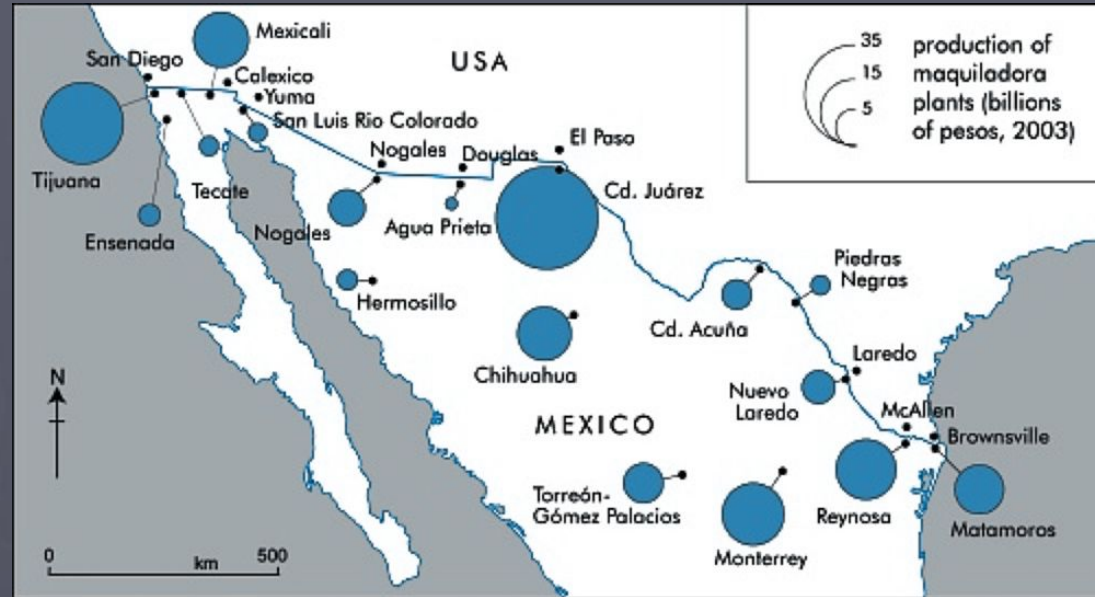 Mexicali
San Diego
USA
Calexico
Yuma
San Luis Rio Colorado
Tijuana
Tecate
Ensenada
Nogales
Douglas
El Paso
Nogales
Agua Prieta
Cd. Juárez
Hermosillo
Chihuahua
Cd. Acuña
Piedras
Negras
Laredo
Nuevo
Laredo
McAllen
Brownsville
MEXICO
Torreón-
Gómez Palacios
Monterrey
Reynosa
Matamoros
N
0 500
km
35
15
5
production of
maquiladora
plants (billions
of pesos, 2003)